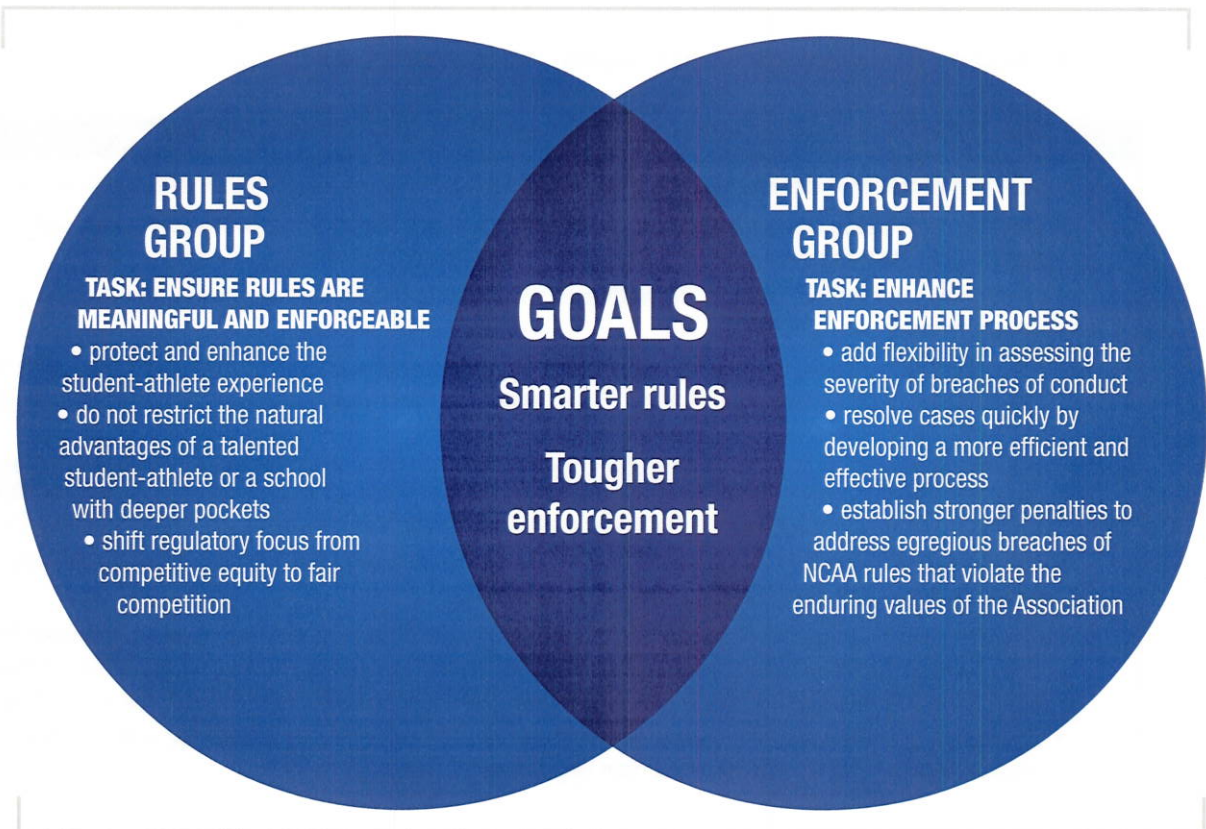 RULES
GROUP
TASK: ENSURE RULES ARE
MEANINGFUL AND ENFORCEABLE
• protect and enhance the
student-athlete experience
• do not restrict the natural
advantages of a talented
student-athlete or a school
with deeper pockets
• shift regulatory focus from
competitive equity to fair
competition
GOALS
Smarter rules
Tougher
enforcement
ENFORCEMENT
GROUP
TASK: ENHANCE
ENFORCEMENT PROCESS
• add flexibility in assessing the
severity of breaches of conduct
• resolve cases quickly by
developing a more efficient and
effective process
• establish stronger penalties to
address egregious breaches of
NCAA rules that violate the
enduring values of the Association